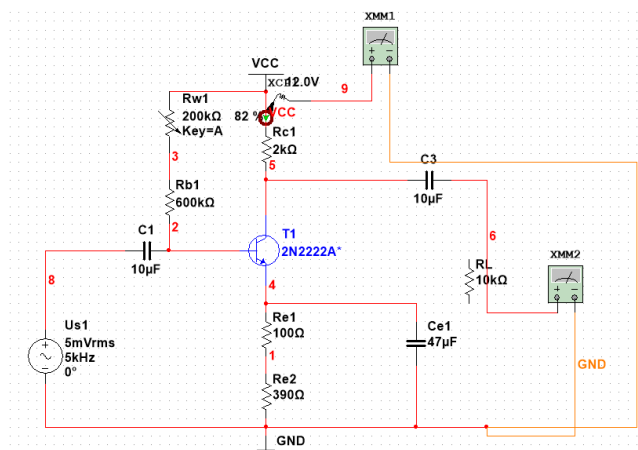 XMM1
VCC
XCP1
12.0V
9
Rw1
200kΩ
Key=A
82 %
VCC
Rc1
2kΩ
3
5
C3
10µF
Rb1
600kΩ
2
C1
10µF
T1
2N2222A*
6
XMM2
RL
10kΩ
8
4
Us1
5mVrms
5kHz
0°
Re1
100Ω
Ce1
47µF
1
GND
Re2
390Ω
GND